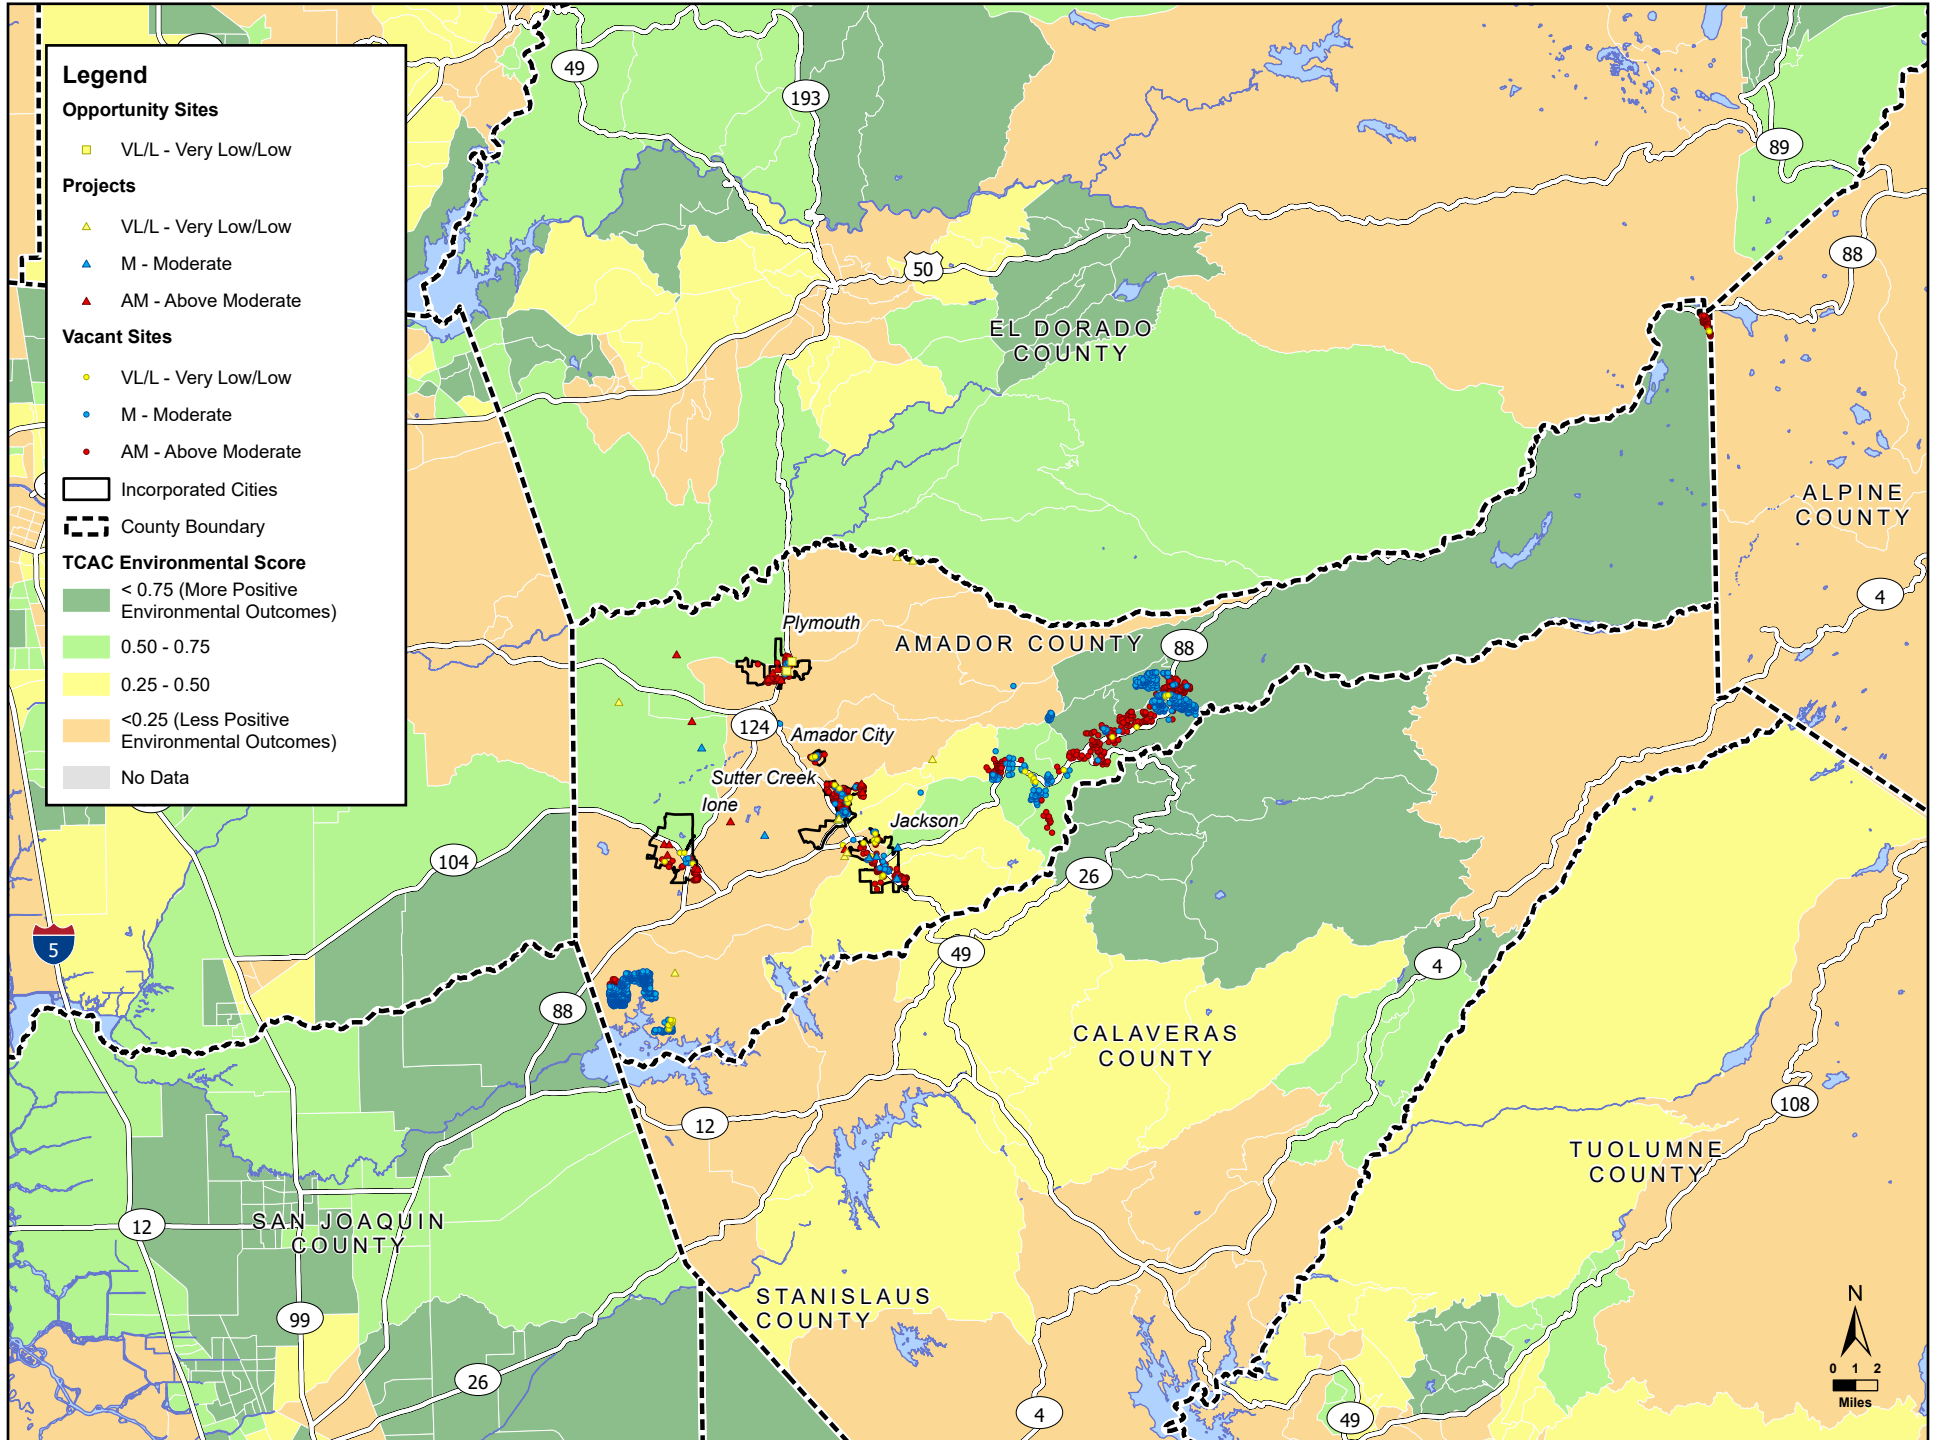 Legend
Opportunity Sites
VL/L - Very Low/Low
Projects
VL/L - Very Low/Low
M - Moderate
AM - Above Moderate
Vacant Sites
VL/L - Very Low/Low
M - Moderate
AM - Above Moderate
Incorporated Cities
County Boundary
TCAC Environmental Score
< 0.75 (More Positive
Environmental Outcomes)
0.50 - 0.75
0.25 - 0.50
<0.25 (Less Positive
Environmental Outcomes)
No Data
49
193
89
88
50
EL DORADO
COUNTY
ALPINE
COUNTY
4
Plymouth
AMADOR COUNTY
88
124
Amador City
Sutter Creek
Ione
Jackson
104
26
5
49
4
88
CALAVERAS
COUNTY
12
108
TUOLUMNE
COUNTY
12
SAN JOAQUIN
COUNTY
STANISLAUS
COUNTY
99
26
4
49
N
0 1 2
Miles